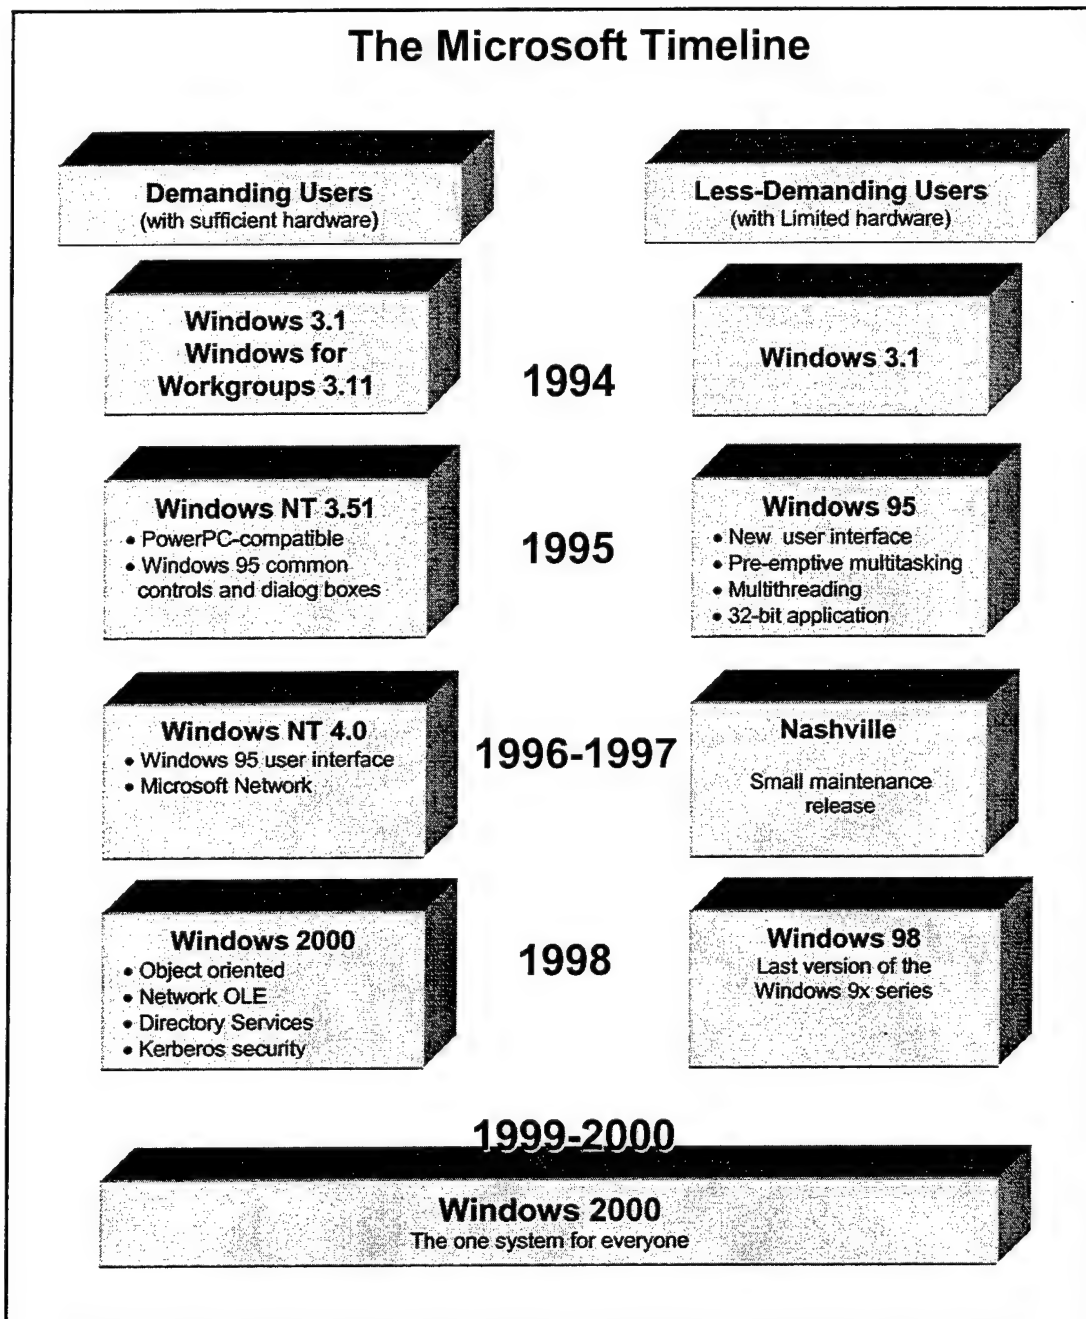 The Microsoft Timeline
Demanding Users
(with sufficient hardware)
Less-Demanding Users
(with Limited hardware)
Windows 3.1
Windows for
Workgroups 3.11
1994
Windows 3.1
Windows NT 3.51
• PowerPC-compatible
• Windows 95 common
controls and dialog boxes
1995
Windows 95
• New user interface
• Pre-emptive multitasking
• Multithreading
• 32-bit application
Windows NT 4.0
• Windows 95 user interface
• Microsoft Network
1996-1997
Nashville
Small maintenance
release
Windows 2000
• Object oriented
• Network OLE
• Directory Services
• Kerberos security
1998
Windows 98
Last version of the
Windows 9x series
1999-2000
Windows 2000
The one system for everyone